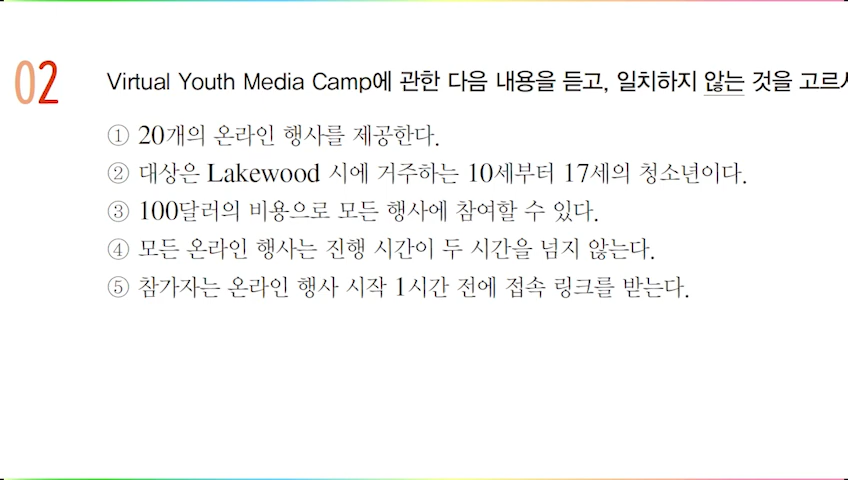 02
Virtual Youth Media Camp에 관한 다음 내용을 듣고, 일치하지 않는 것을 고르
① 20개의 온라인 행사를 제공한다.
② 대상은 Lakewood 시에 거주하는 10세부터 17세의 청소년이다.
③ 100달러의 비용으로 모든 행사에 참여할 수 있다.
④ 모든 온라인 행사는 진행 시간이 두 시간을 넘지 않는다.
⑤ 참가자는 온라인 행사 시작 1시간 전에 접속 링크를 받는다.